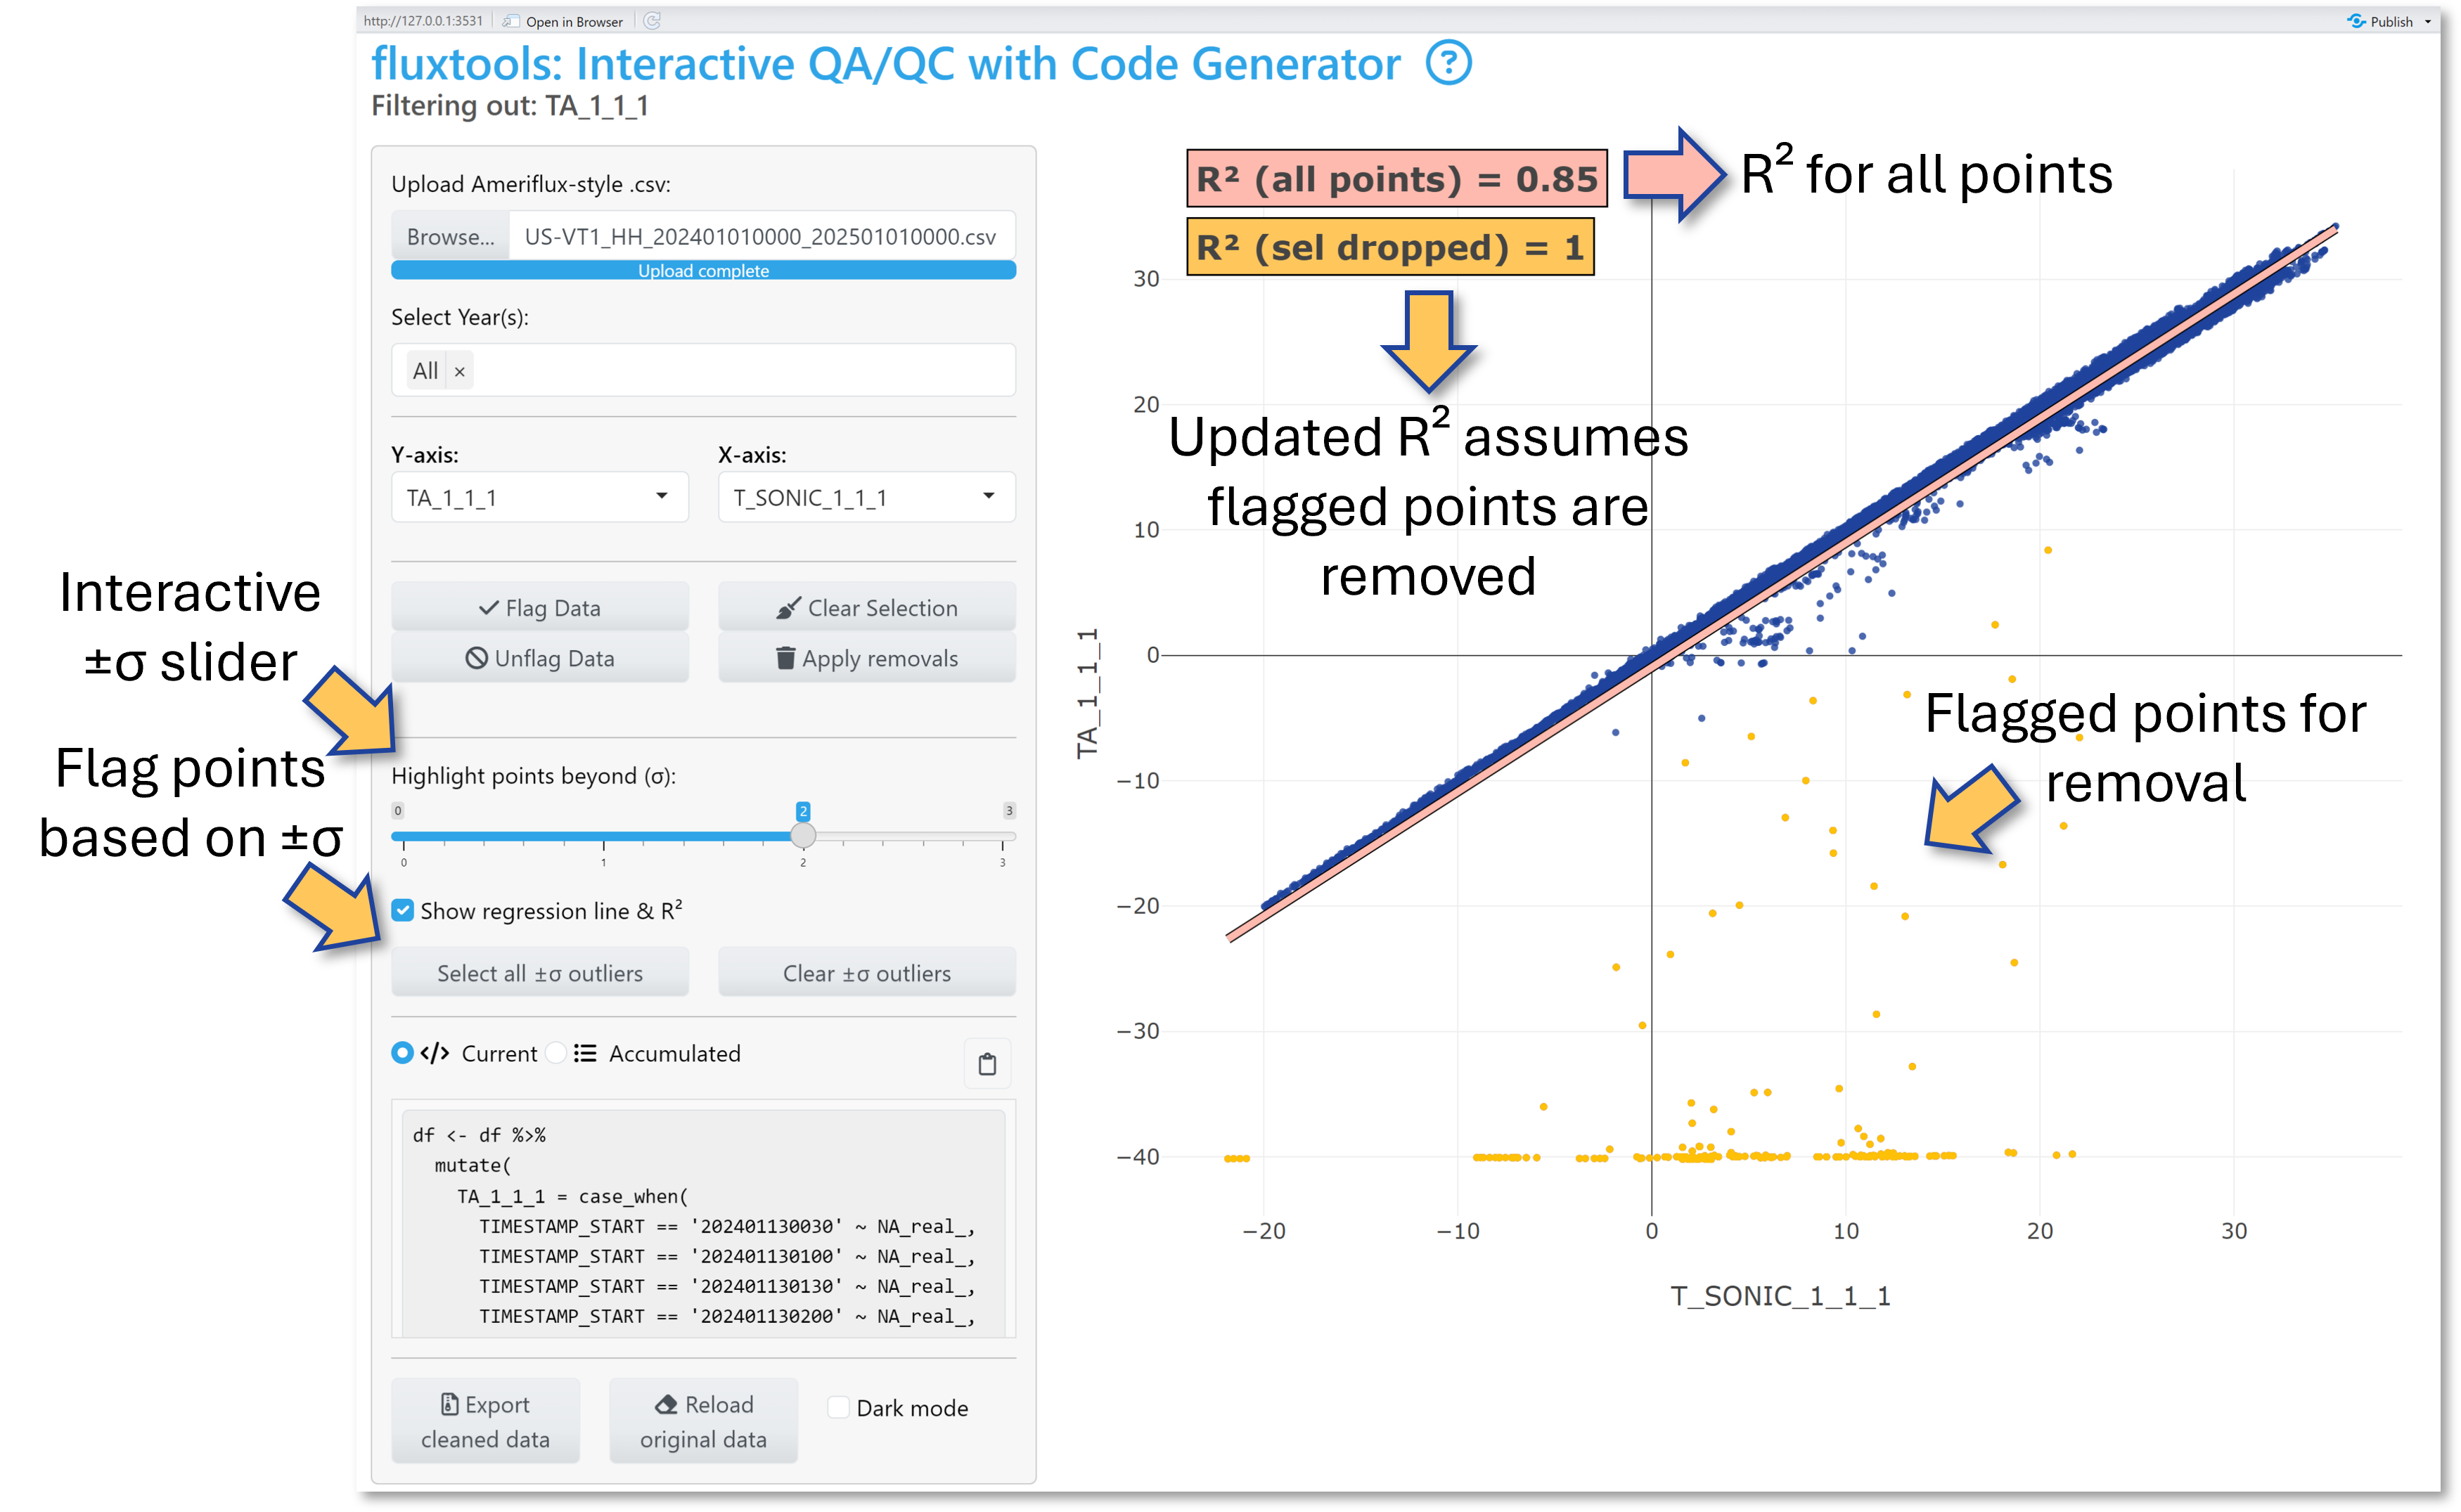 http://127.0.0.1:3531 Open in Browser Publish
fluxtools: Interactive QA/QC with Code Generator ?
Filtering out: TA_1_1_1
Upload Ameriflux-style .csv:
Browse... US-VT1_HH_202401010000_202501010000.csv
Upload complete
Select Year(s):
All ×
Y-axis: X-axis:
TA_1_1_1 T_SONIC_1_1_1
Flag Data Clear Selection
Unflag Data Apply removals
Highlight points beyond (σ):
0 2 3
0 1 2 3
Show regression line & R²
Select all ±σ outliers Clear ±σ outliers
</> Current Accumulated
df <- df %>%
mutate(
TA_1_1_1 = case_when(
TIMESTAMP_START == '202401130030' ~ NA_real_,
TIMESTAMP_START == '202401130100' ~ NA_real_,
TIMESTAMP_START == '202401130130' ~ NA_real_,
TIMESTAMP_START == '202401130200' ~ NA_real_,
Export
cleaned data
Reload
original data
Dark mode
Interactive
±σ slider
Flag points
based on ±σ
R² (all points) = 0.85
R² for all points
R² (sel dropped) = 1
Updated R² assumes
flagged points are
removed
Flagged points for
removal
30
20
10
0
−10
−20
−30
−40
TA_1_1_1
−20 −10 0 10 20 30
T_SONIC_1_1_1